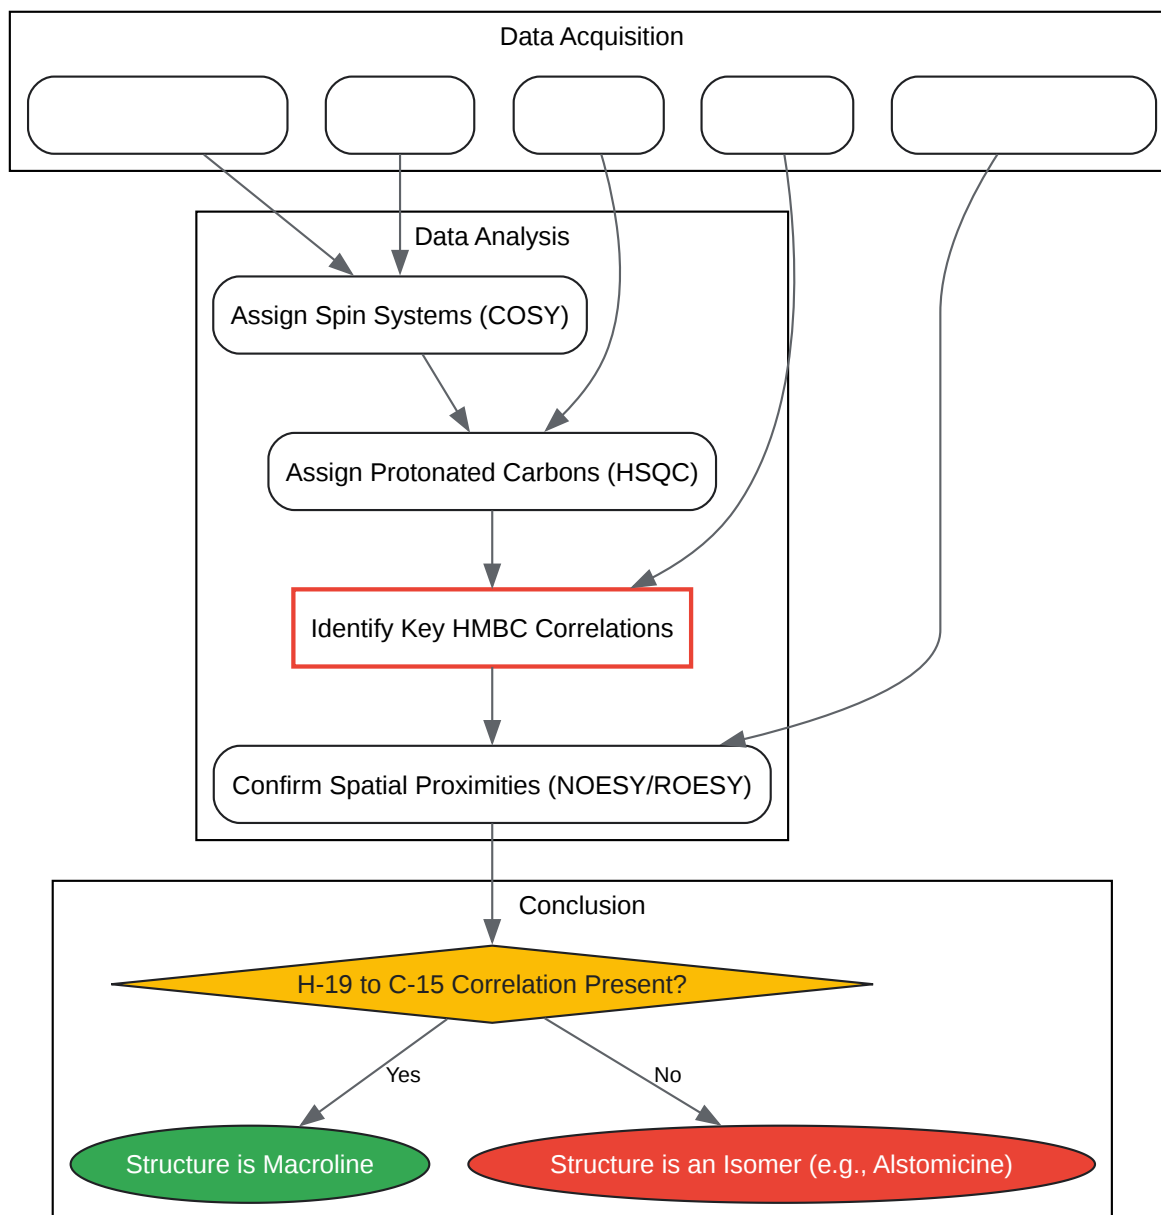 Data Acquisition
Data Analysis
Assign Spin Systems (COSY)
Assign Protonated Carbons (HSQC)
Identify Key HMBC Correlations
Confirm Spatial Proximities (NOESY/ROESY)
Conclusion
H-19 to C-15 Correlation Present?
Yes
No
Structure is Macroline
Structure is an Isomer (e.g., Alstomicine)